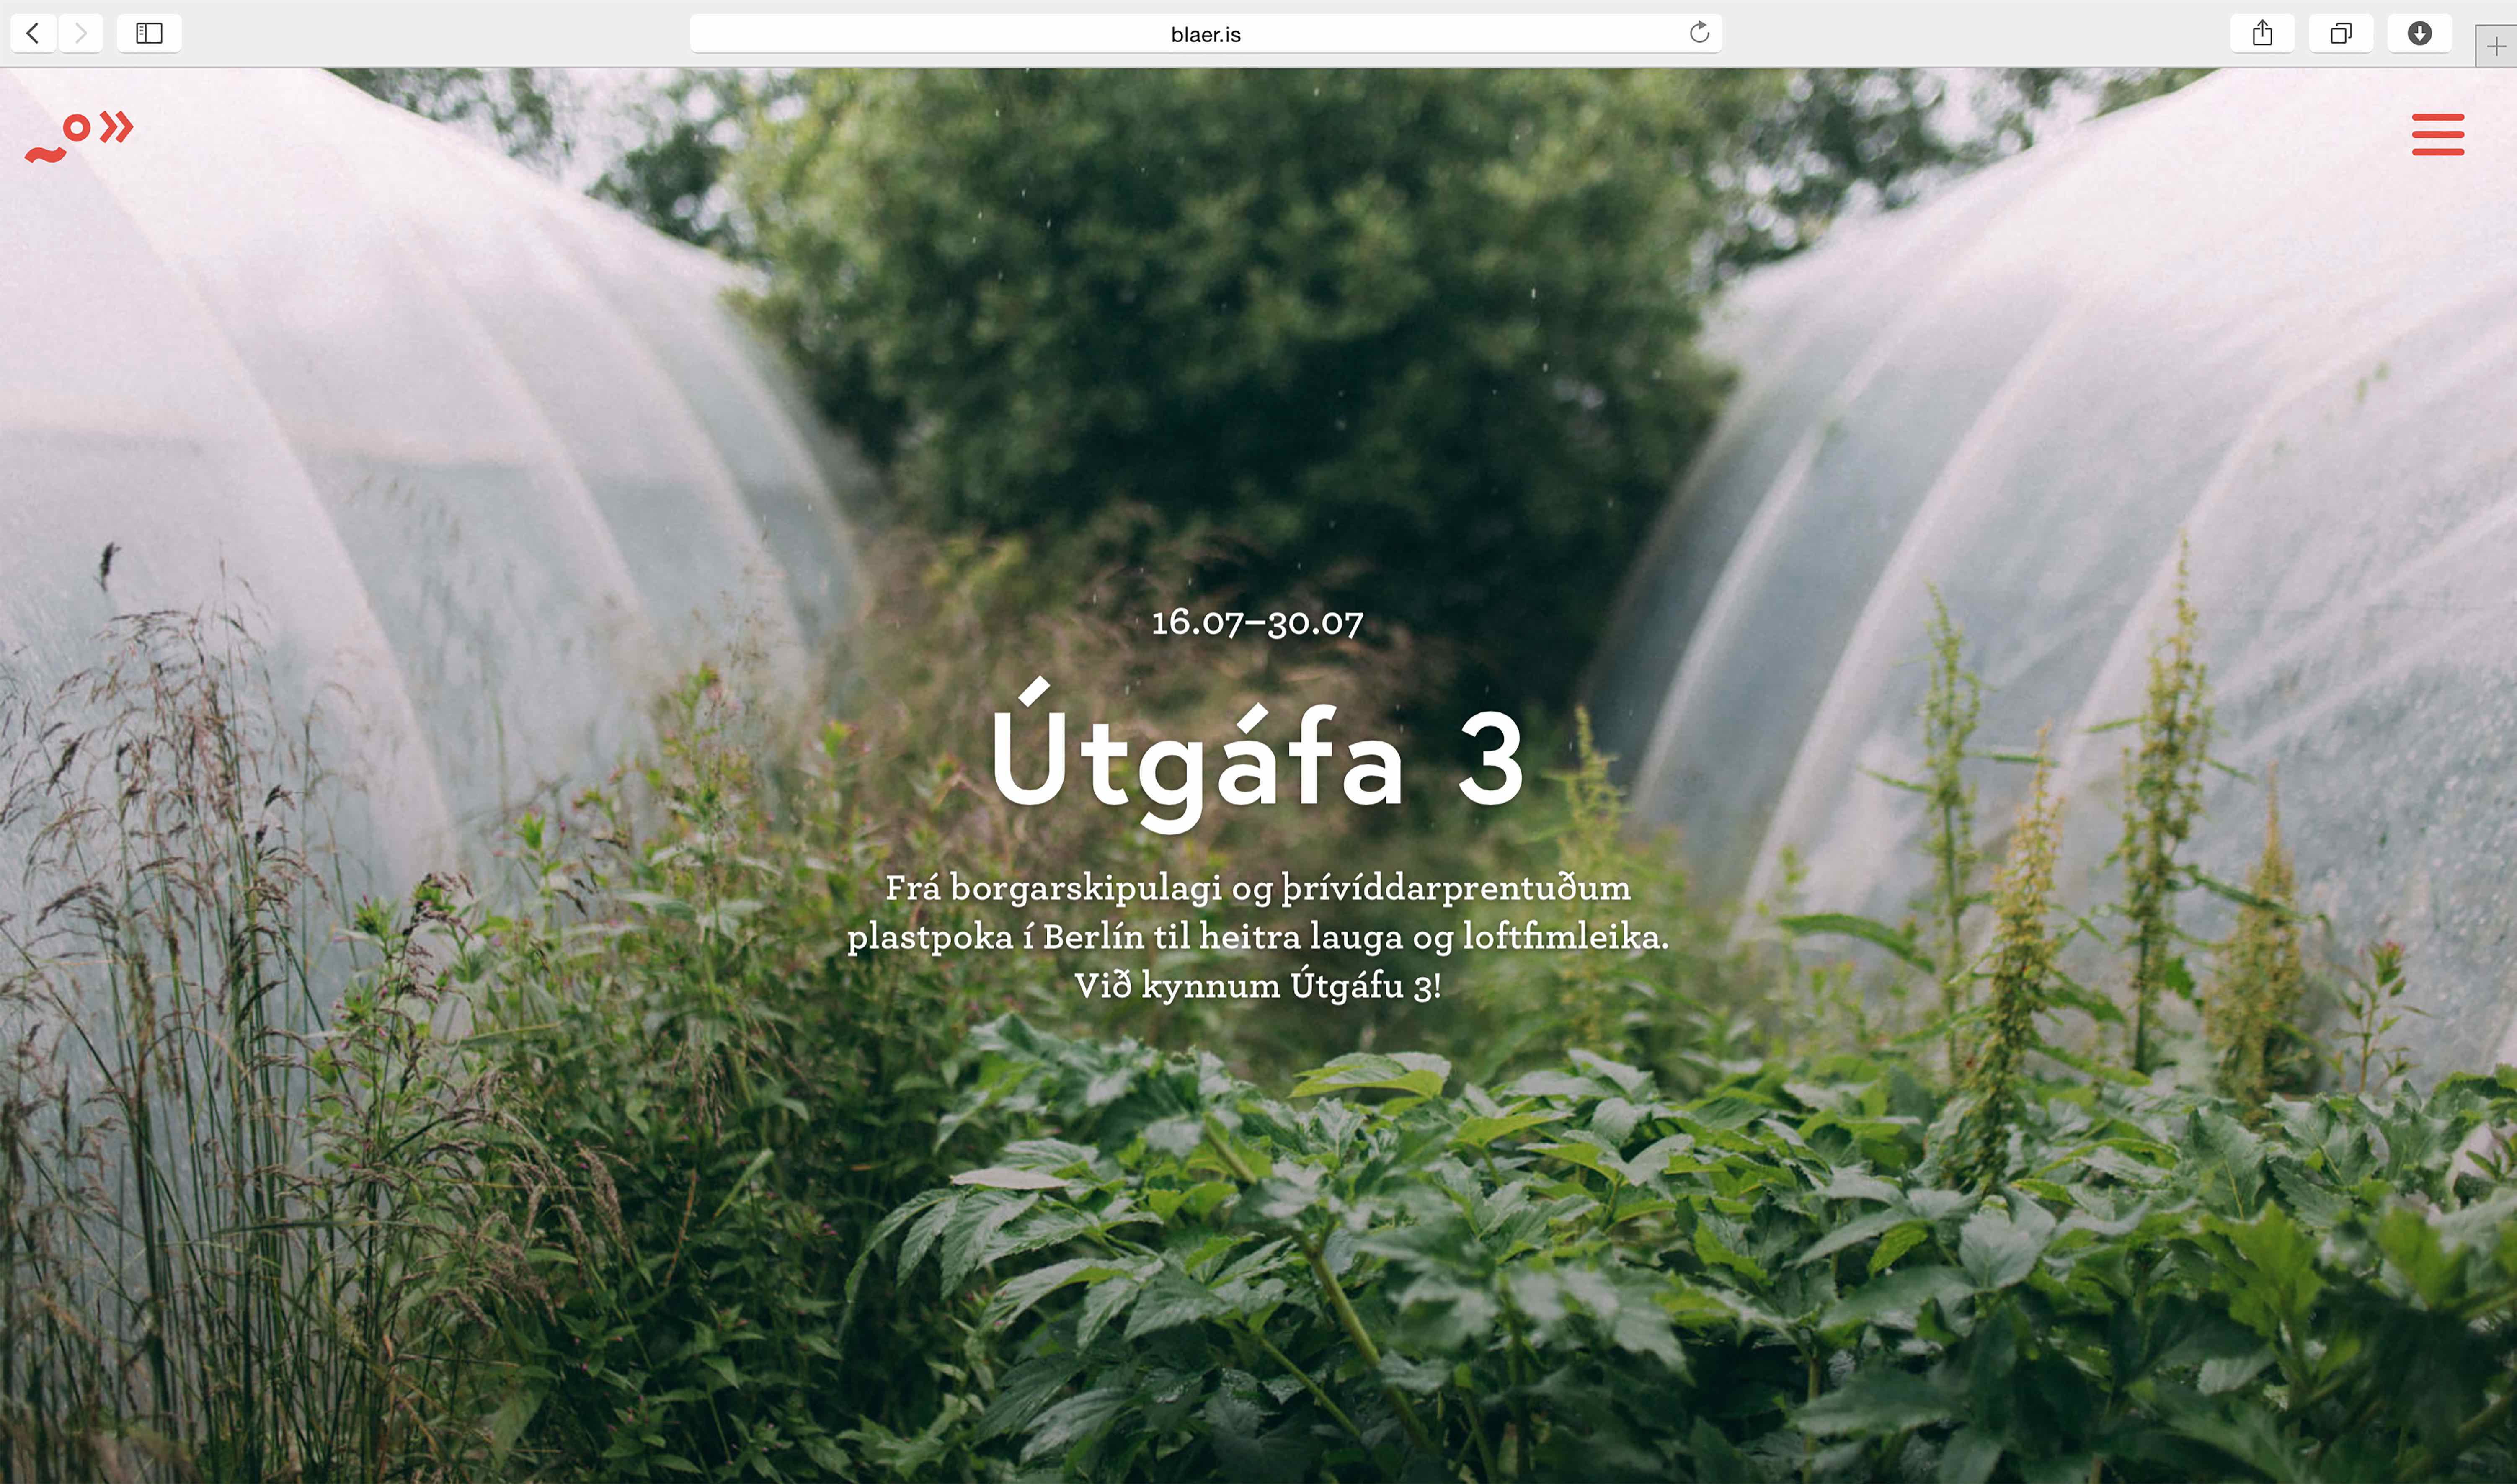 blaer.is
16.07–30.07
Útgáfa 3
Frá borgarskipulagi og þrívíddarprentuðum
plastpoka í Berlín til heitra lauga og loftfimleika.
Við kynnum Útgáfu 3!